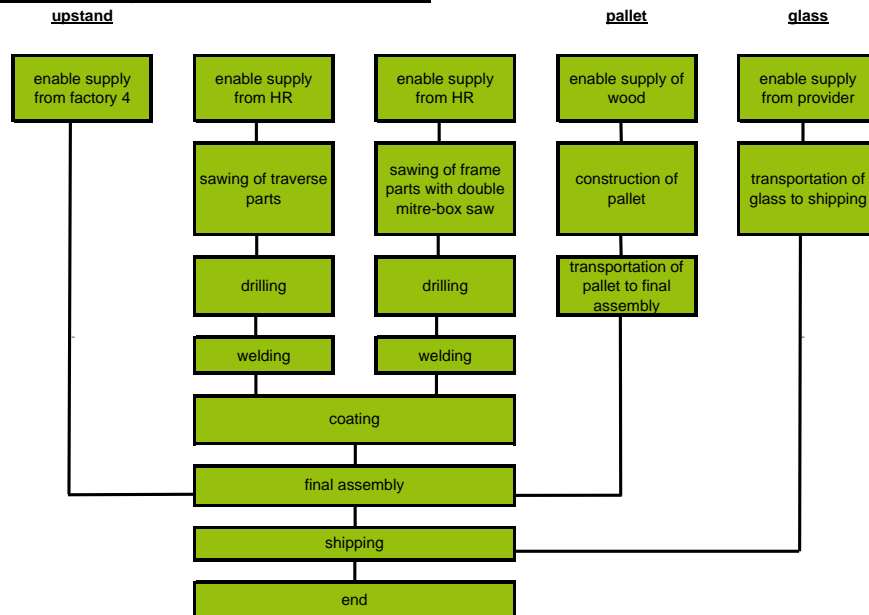 upstand
pallet
glass
enable supply
from factory 4
enable supply
from HR
enable supply
from HR
enable supply of
wood
enable supply
from provider
sawing of traverse
parts
sawing of frame
parts with double
mitre-box saw
construction of
pallet
transportation of
glass to shipping
drilling
drilling
transportation of
pallet to final
assembly
welding
welding
coating
final assembly
shipping
end